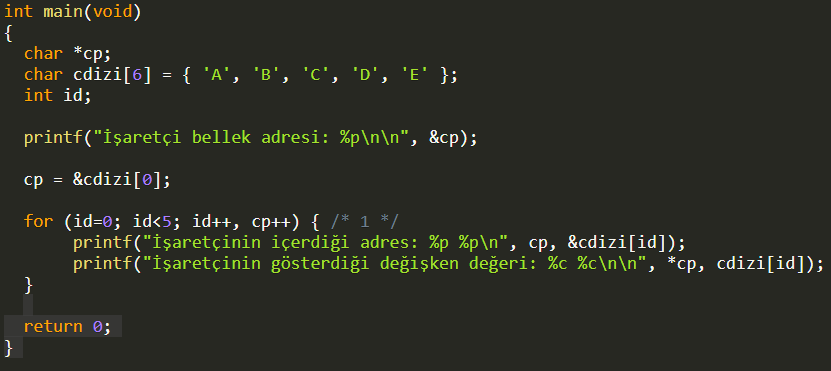 int main(void)
{
  char *cp;
  char cdizi[6] = { 'A', 'B', 'C', 'D', 'E' };
  int id;

  printf("İşaretçi bellek adresi: %p\n\n", &cp);

  cp = &cdizi[0];

  for (id=0; id<5; id++, cp++) { /* 1 */
       printf("İşaretçinin içerdiği adres: %p %p\n", cp, &cdizi[id]);
       printf("İşaretçinin gösterdiği değişken değeri: %c %c\n\n", *cp, cdizi[id]);
  }

  return 0;
}